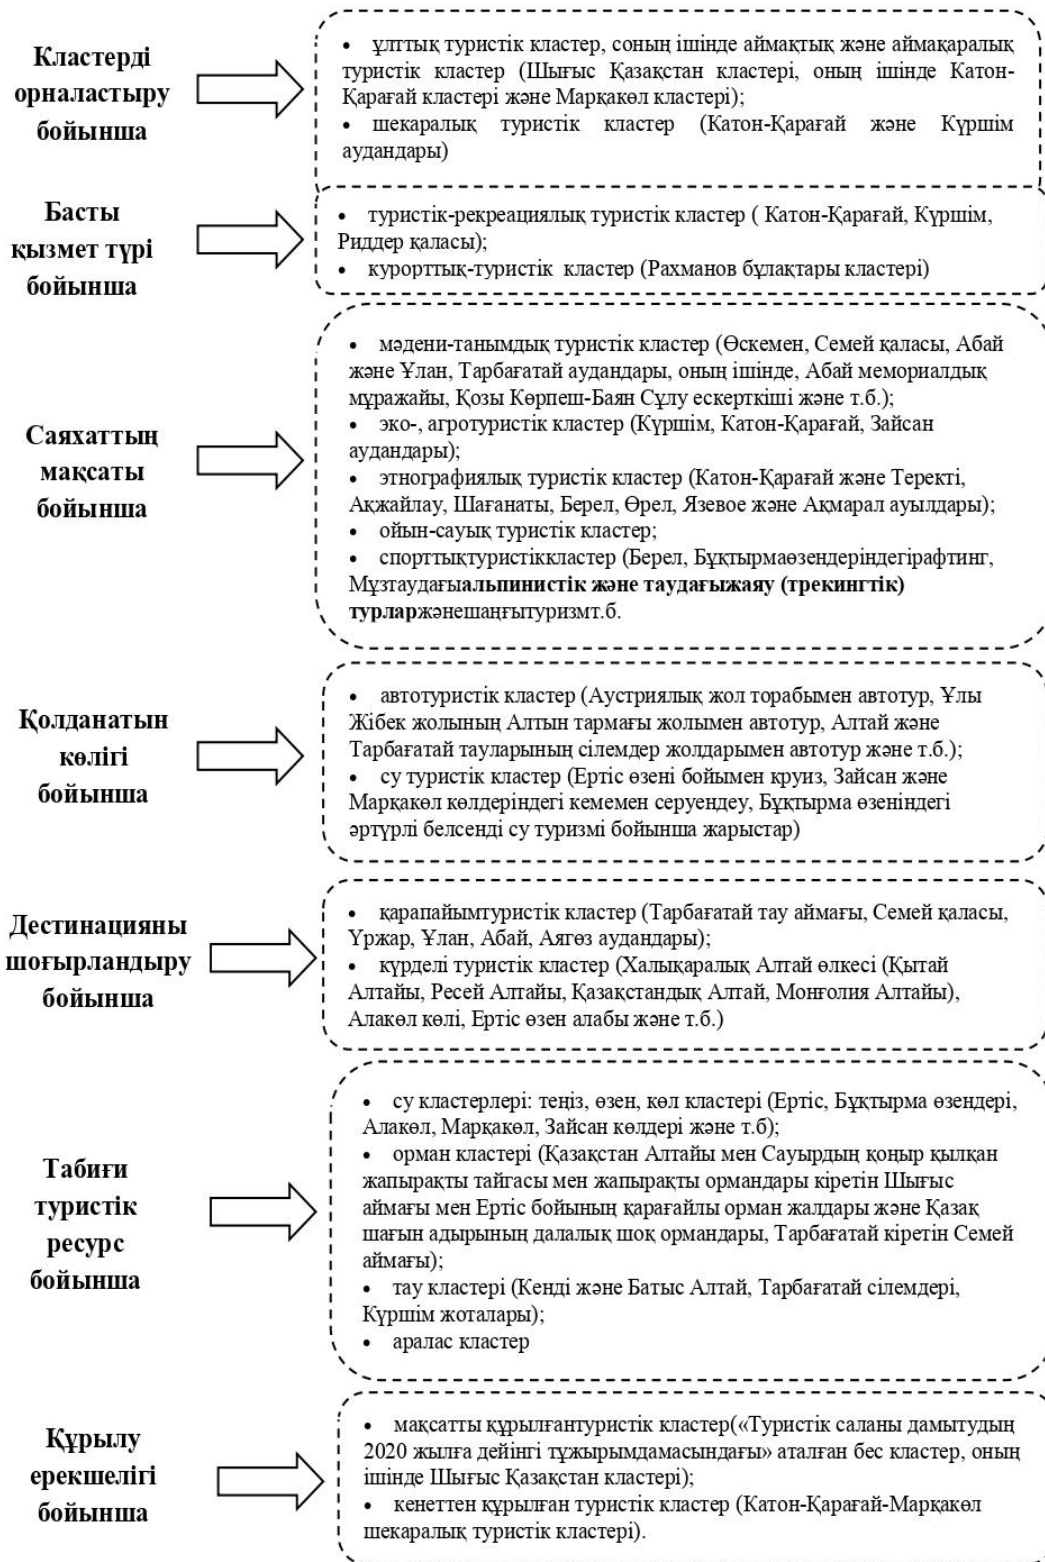 Кластерді
орналастыру
бойынша
• ұлттық туристік кластер, соның ішінде аймақтық және аймақаралық
туристік кластер (Шығыс Қазақстан кластері, оның ішінде Катон-
Қарағай кластері және Марқакөл кластері);
• шекаралық туристік кластер (Катон-Қарағай және Күршім
аудандары)
Басты
қызмет түрі
бойынша
• туристік-рекреациялық туристік кластер ( Катон-Қарағай, Күршім,
Риддер қаласы);
• курорттық-туристік кластер (Рахманов бұлақтары кластері)
Саяхаттың
мақсаты
бойынша
• мәдени-танымдық туристік кластер (Өскемен, Семей қаласы, Абай
және Ұлан, Тарбағатай аудандары, оның ішінде, Абай мемориалдық
мұражайы, Қозы Көрпеш-Баян Сұлу ескерткіші және т.б.);
• эко-, агротуристік кластер (Күршім, Катон-Қарағай, Зайсан
аудандары);
• этнографиялық туристік кластер (Катон-Қарағай және Теректі,
Ақжайлау, Шағанаты, Берел, Өрел, Язевое және Ақмарал ауылдары);
• ойын-сауық туристік кластер;
• спорттықтуристіккластер (Берел, Бұқтырмаөзендеріндегірафтинг,
Мұзтаудағыальпинистік және таудағыжаяу (трекингтік)
турларжәнешаңғытуризмт.б.
Қолданатын
көлігі
бойынша
• автотуристік кластер (Аустриялық жол торабымен автотур, Ұлы
Жібек жолының Алтын тармағы жолымен автотур, Алтай және
Тарбағатай тауларының сілемдер жолдарымен автотур және т.б.);
• су туристік кластер (Ертіс өзені бойымен круиз, Зайсан және
Марқакөл көлдеріндегі кемемен серуендеу, Бұқтырма өзеніндегі
әртүрлі белсенді су туризмі бойынша жарыстар)
Дестинацияны
шоғырландыру
бойынша
• қарапайымтуристік кластер (Тарбағатай тау аймағы, Семей қаласы,
Үржар, Ұлан, Абай, Аягөз аудандары);
• күрделі туристік кластер (Халықаралық Алтай өлкесі (Қытай
Алтайы, Ресей Алтайы, Қазақстандық Алтай, Монғолия Алтайы),
Алакөл көлі, Ертіс өзен алабы және т.б.)
Табиғи
туристік
ресурс
бойынша
• су кластерлері: теңіз, өзен, көл кластері (Ертіс, Бұқтырма өзендері,
Алакөл, Марқакөл, Зайсан көлдері және т.б);
• орман кластері (Қазақстан Алтайы мен Сауырдың қоңыр қылқан
жапырақты тайгасы мен жапырақты ормандары кіретін Шығыс
аймағы мен Ертіс бойының қарағайлы орман жалдары және Қазақ
шағын адырының далалық шоқ ормандары, Тарбағатай кіретін Семей
аймағы);
• тау кластері (Кенді және Батыс Алтай, Тарбағатай сілемдері,
Күршім жоталары);
• аралас кластер
Құрылу
ерекшелігі
бойынша
• мақсатты құрылғантуристік кластер(«Туристік саланы дамытудың
2020 жылға дейінгі тұжырымдамасындағы» аталған бес кластер, оның
ішінде Шығыс Қазақстан кластері);
• кенеттен құрылған туристік кластер (Катон-Қарағай-Марқакөл
шекаралық туристік кластері).